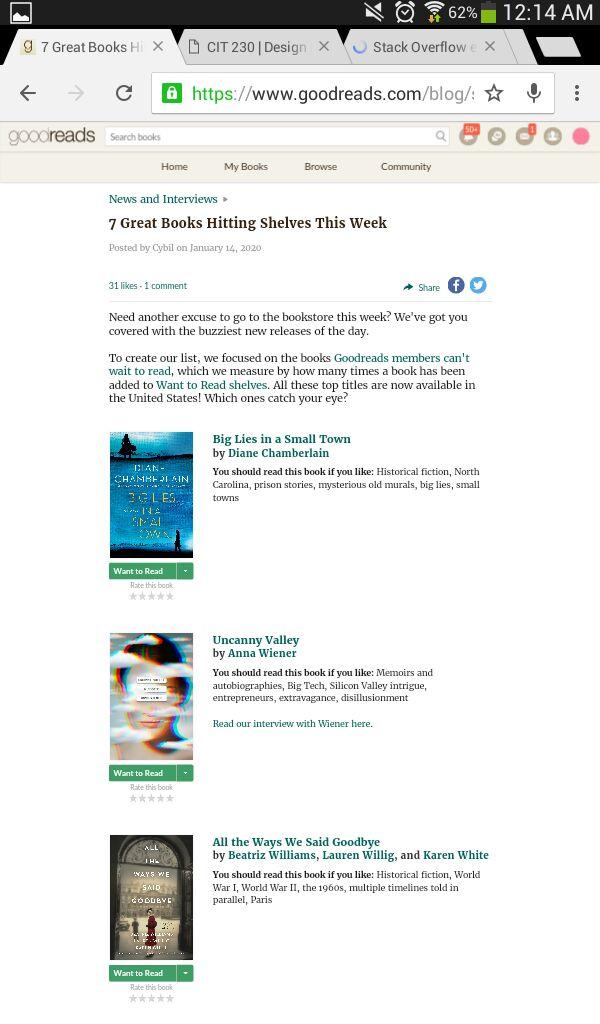 62% 12:14 AM
7 Great Books Hi
CIT 230 | Design
Stack Overflow e
https://www.goodreads.com/blog/
goodreads
Search books
50+
1
Home My Books Browse Community
News and Interviews
7 Great Books Hitting Shelves This Week
Posted by Cybil on January 14, 2020
31 likes · 1 comment
Share
Need another excuse to go to the bookstore this week? We've got you
covered with the buzziest new releases of the day.
To create our list, we focused on the books Goodreads members can't
wait to read, which we measure by how many times a book has been
added to Want to Read shelves. All these top titles are now available in
the United States! Which ones catch your eye?
DIANE
CHAMBERLAIN
BIG LIES
IN A
SMALL
TOWN
Want to Read
Rate this book
Big Lies in a Small Town
by Diane Chamberlain
You should read this book if you like: Historical fiction, North
Carolina, prison stories, mysterious old murals, big lies, small
towns
Want to Read
Rate this book
Uncanny Valley
by Anna Wiener
You should read this book if you like: Memoirs and
autobiographies, Big Tech, Silicon Valley intrigue,
entrepreneurs, extravagance, disillusionment
Read our interview with Wiener here.
ALL
THE
WAYS WE
SAID
GOODBYE
Want to Read
Rate this book
All the Ways We Said Goodbye
by Beatriz Williams, Lauren Willig, and Karen White
You should read this book if you like: Historical fiction, World
War I, World War II, the 1960s, multiple timelines told in
parallel, Paris